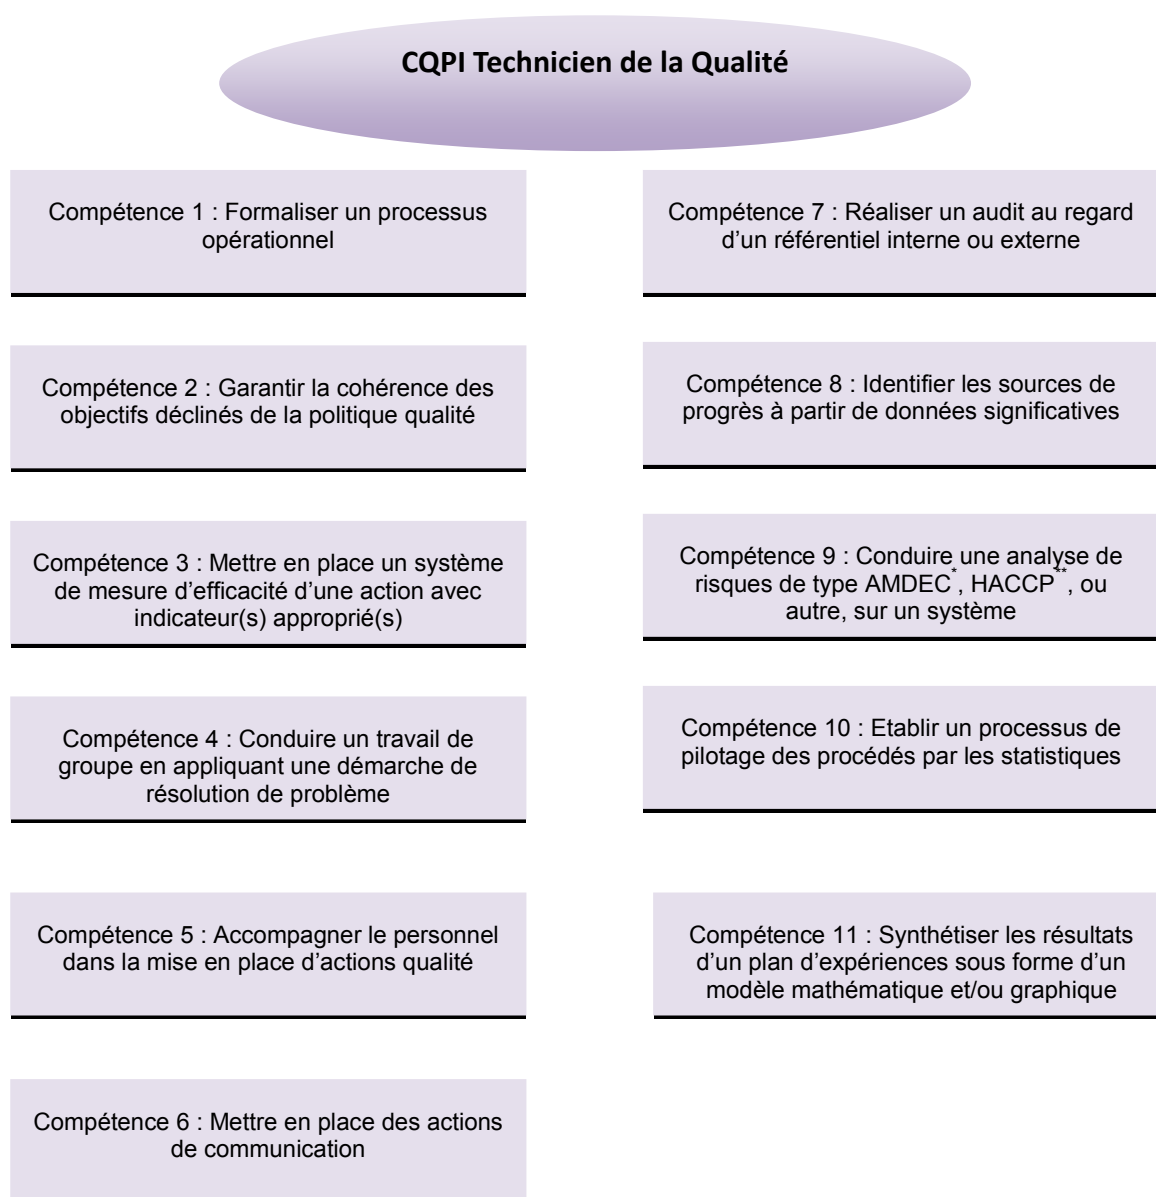 CQPI Technicien de la Qualité
Compétence 1 : Formaliser un processus
opérationnel
Compétence 2 : Garantir la cohérence des
objectifs déclinés de la politique qualité
Compétence 3 : Mettre en place un système
de mesure d’efficacité d’une action avec
indicateur(s) approprié(s)
Compétence 4 : Conduire un travail de
groupe en appliquant une démarche de
résolution de problème
Compétence 5 : Accompagner le personnel
dans la mise en place d’actions qualité
Compétence 6 : Mettre en place des actions
de communication
Compétence 7 : Réaliser un audit au regard
d’un référentiel interne ou externe
Compétence 8 : Identifier les sources de
progrès à partir de données significatives
Compétence 9 : Conduire une analyse de
risques de type AMDEC*, HACCP**, ou
autre, sur un système
Compétence 10 : Etablir un processus de
pilotage des procédés par les statistiques
Compétence 11 : Synthétiser les résultats
d’un plan d’expériences sous forme d’un
modèle mathématique et/ou graphique